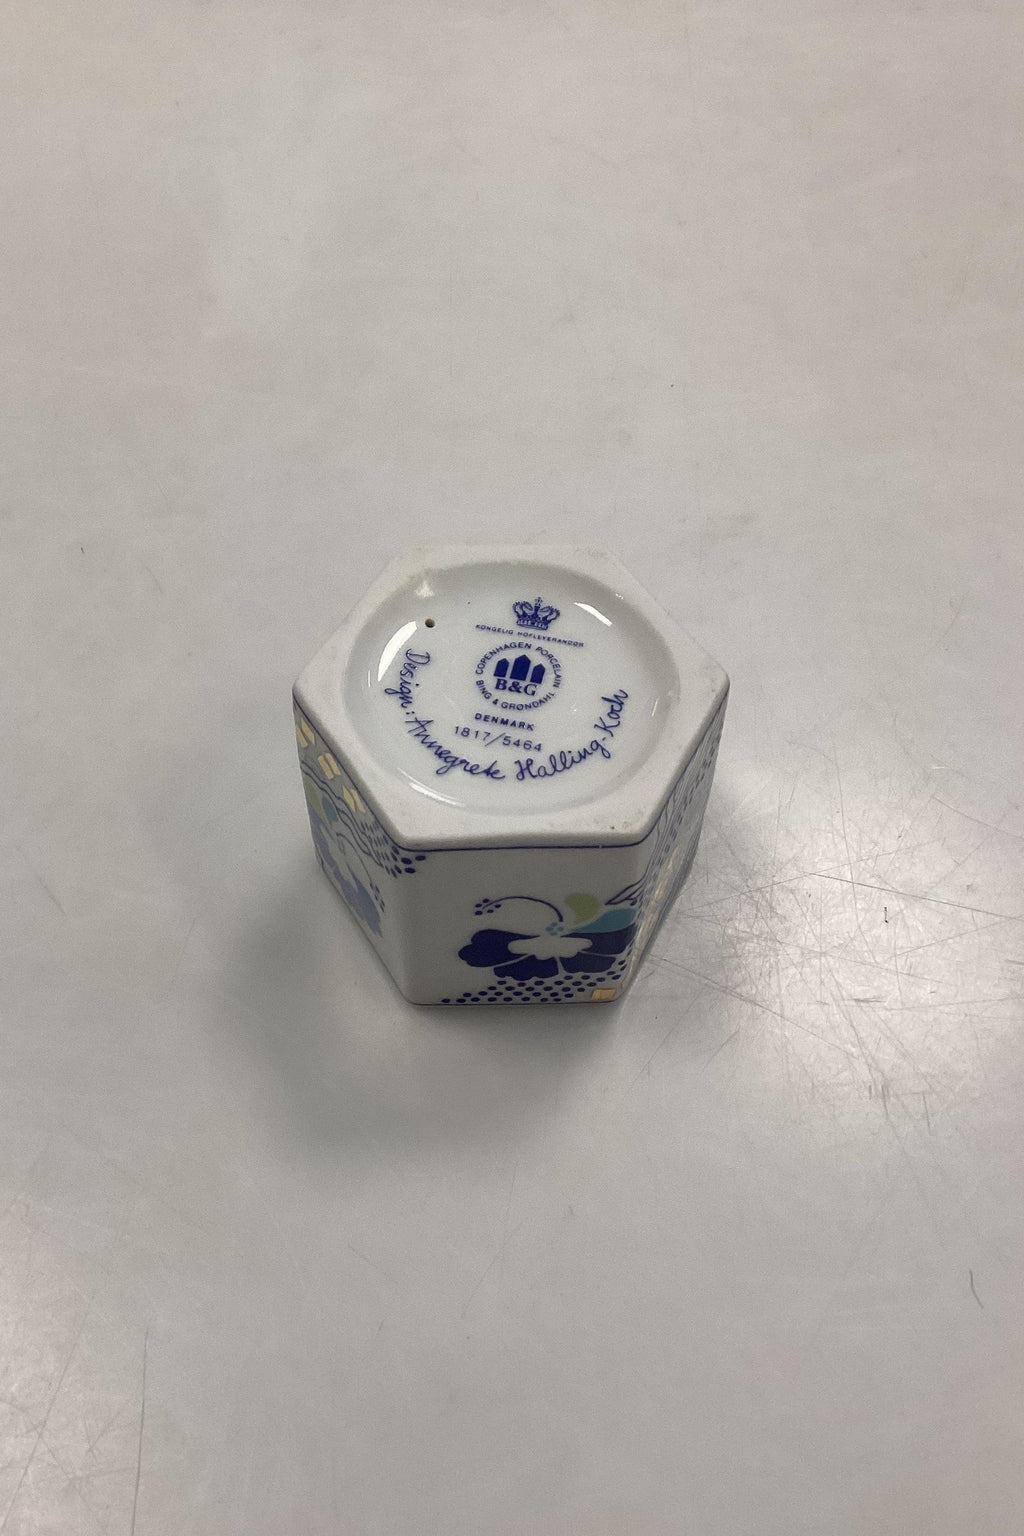 KONGELIG HOFLEVERANDØR
COPENHAGEN PORCELAIN
B&G
BING & GRØNDAHL
DENMARK
1817/5464
Design: Annegrete Halling-Koch